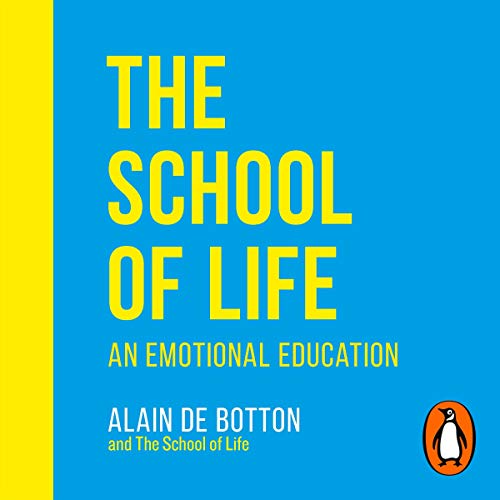 THE
SCHOOL
OF LIFE
AN EMOTIONAL EDUCATION
ALAIN DE BOTTON
and The School of Life